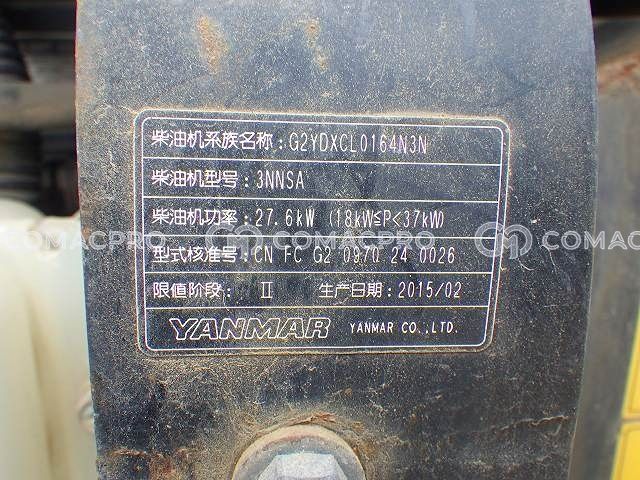 柴油机系族名称:G2YDXCL0164N3N
柴油机型号:3NNSA
柴油机功率:27.6kW (18kW≤P<37kW)
型式核准号:CN FC G2 0970 24 0026
限值阶段: Ⅱ 生产日期:2015/02
YANMAR YANMAR CO.,LTD.
COMACPRO COMACPRO COMACPRO